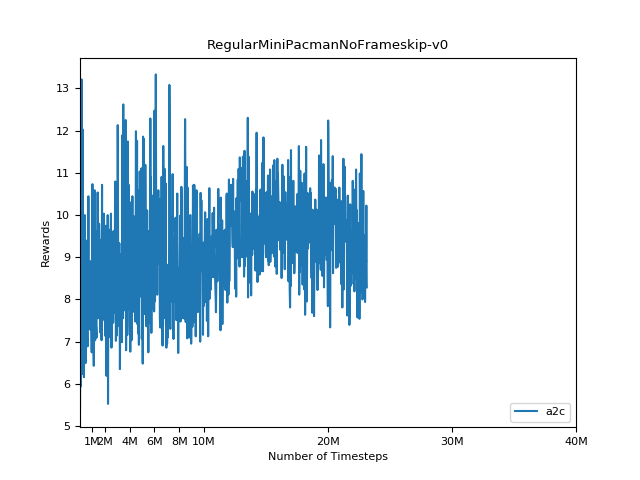 RegularMiniPacmanNoFrameskip-v0
Rewards
13
12
11
10
9
8
7
6
5
1M 2M 4M 6M 8M 10M 20M 30M 40M
Number of Timesteps
a2c